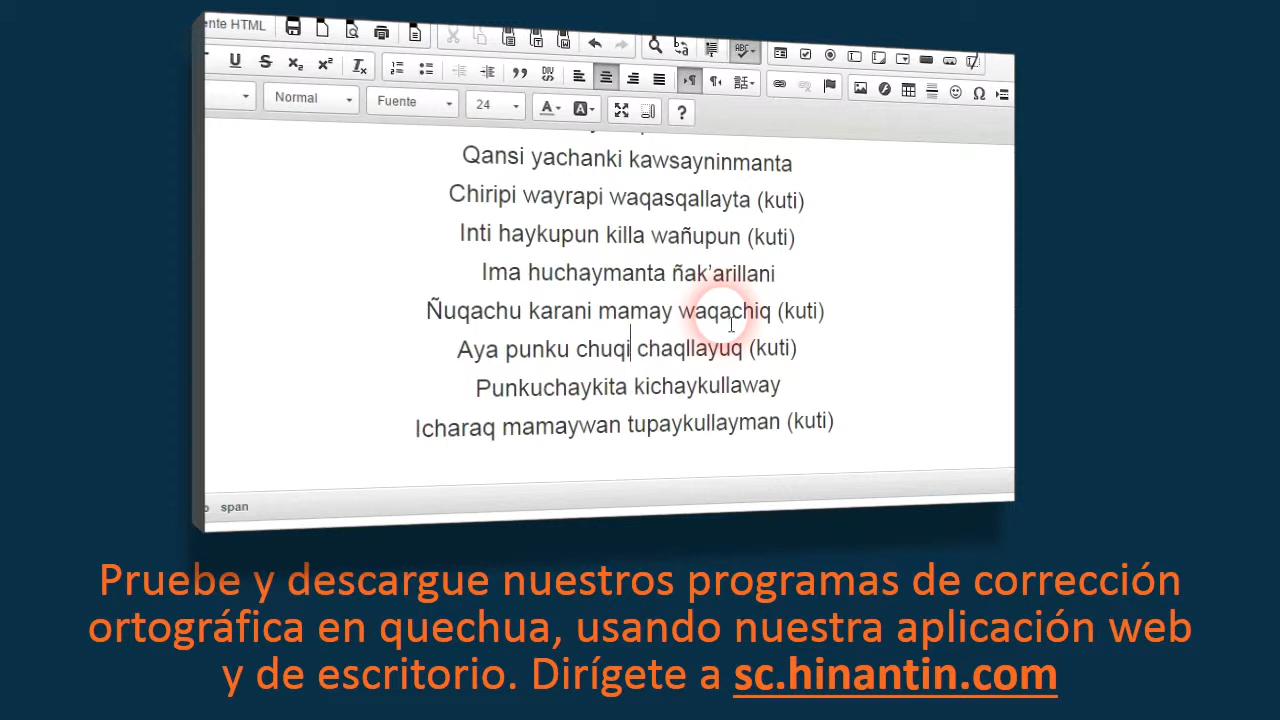 ente HTML
Normal Fuente 24
Qansi yachanki kawsayninmanta
Chiripi wayrapi waqasqallayta (kuti)
Inti haykupun killa wañupun (kuti)
Ima huchaymanta ñak'arillani
Ñuqachu karani mamay waqachiq (kuti)
Aya punku chuqi chaqllayuq (kuti)
Punkuchaykita kichaykullaway
Icharaq mamaywan tupaykullayman (kuti)
span
Pruebe y descargue nuestros programas de corrección
ortográfica en quechua, usando nuestra aplicación web
y de escritorio. Dirígete a sc.hinantin.com